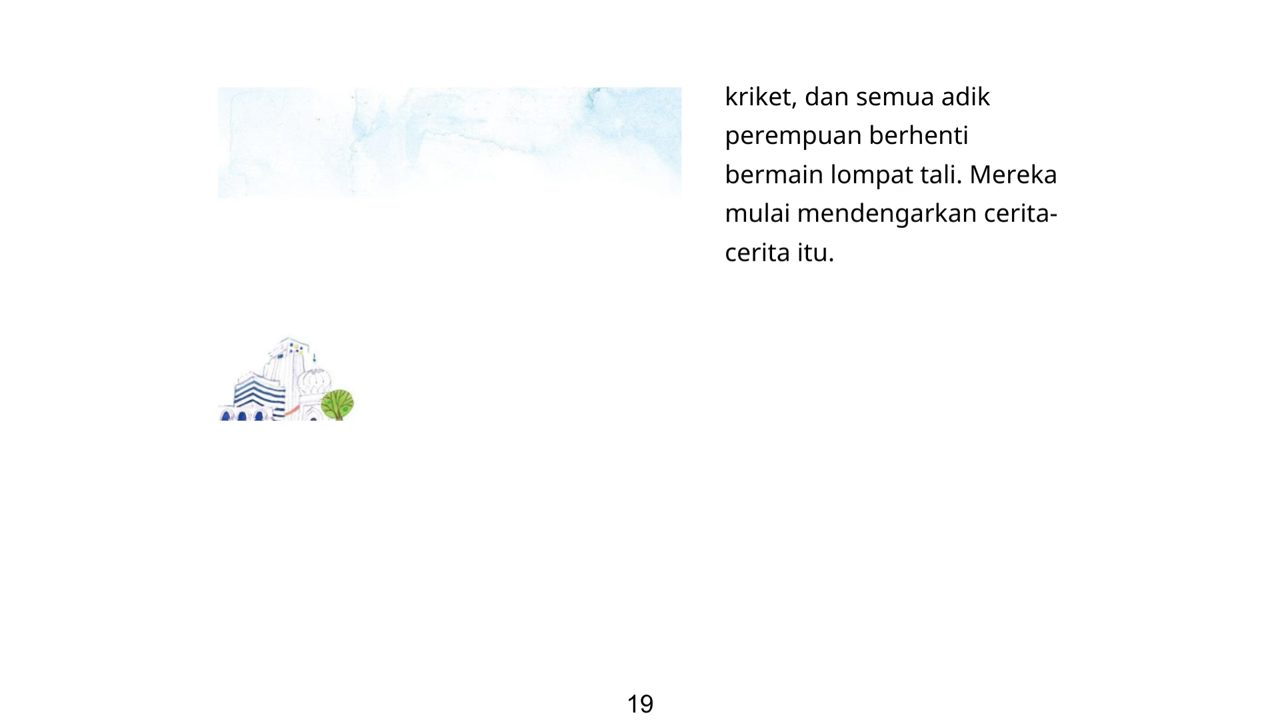 kriket, dan semua adik
perempuan berhenti
bermain lompat tali. Mereka
mulai mendengarkan cerita-
cerita itu.
19